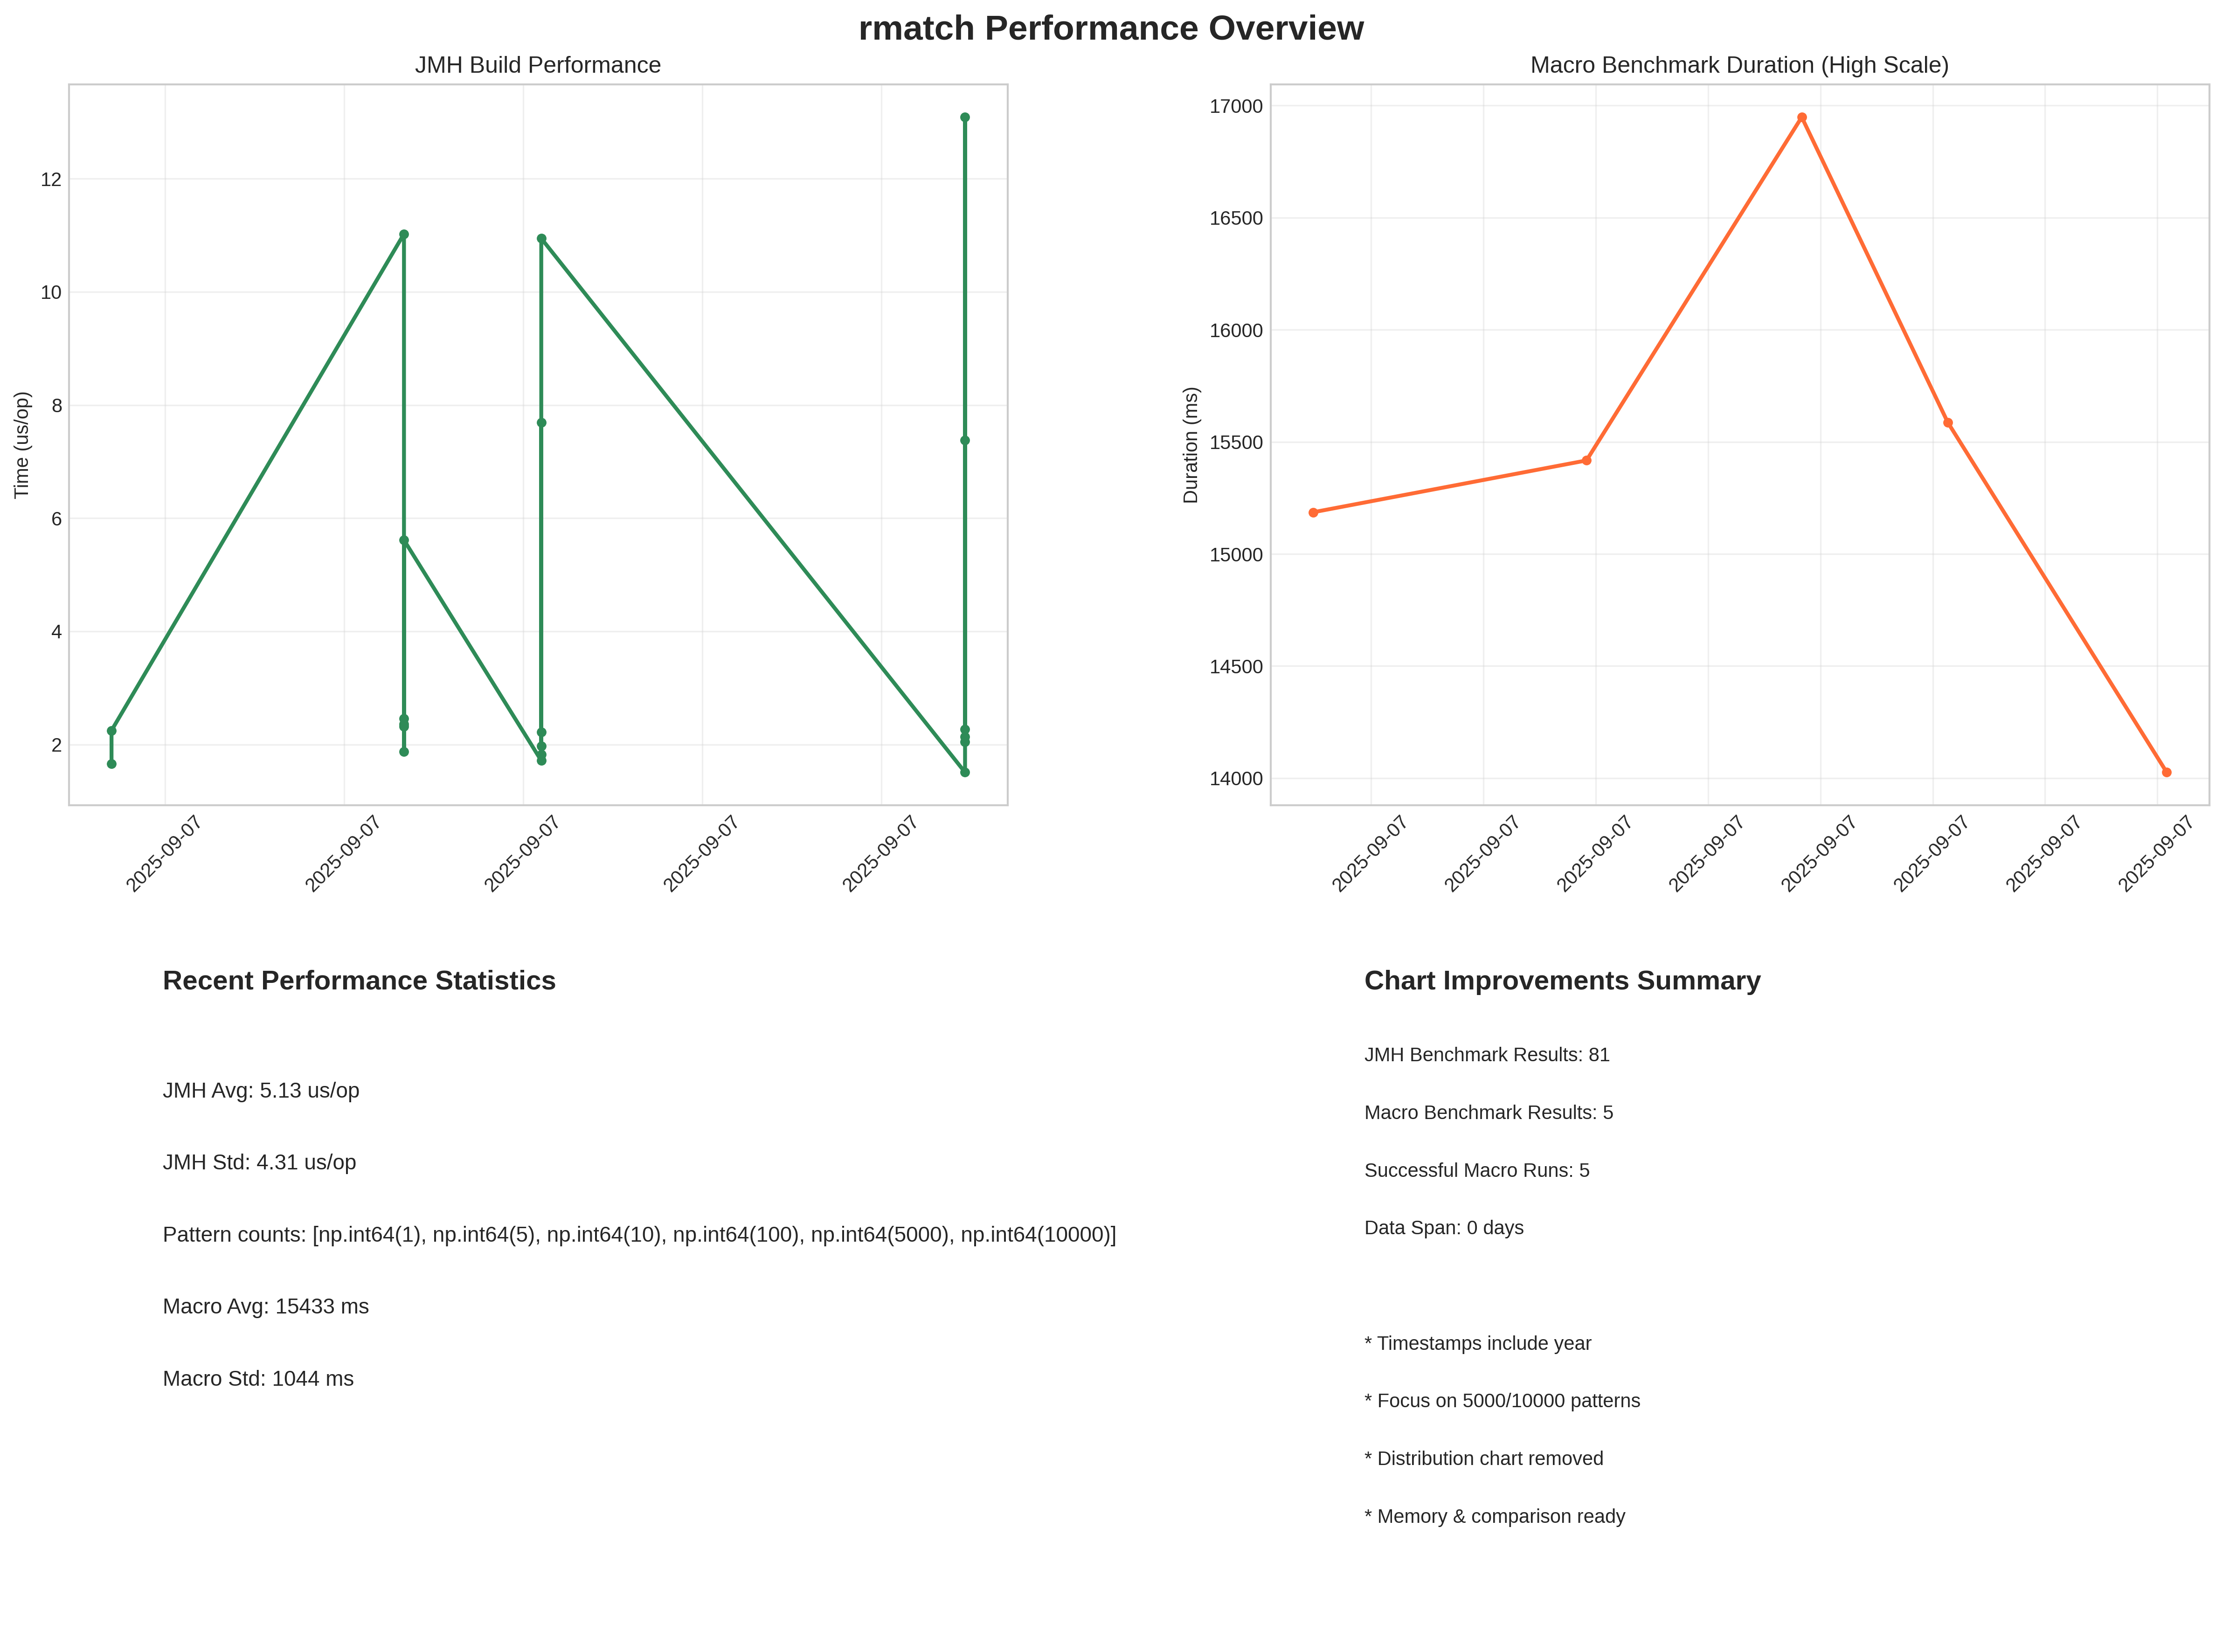 rmatch Performance Overview
JMH Build Performance
Time (us/op)
12
10
8
6
4
2
2025-09-07
2025-09-07
2025-09-07
2025-09-07
2025-09-07
Macro Benchmark Duration (High Scale)
Duration (ms)
17000
16500
16000
15500
15000
14500
14000
2025-09-07
2025-09-07
2025-09-07
2025-09-07
2025-09-07
2025-09-07
2025-09-07
2025-09-07
Recent Performance Statistics
JMH Avg: 5.13 us/op
JMH Std: 4.31 us/op
Pattern counts: [np.int64(1), np.int64(5), np.int64(10), np.int64(100), np.int64(5000), np.int64(10000)]
Macro Avg: 15433 ms
Macro Std: 1044 ms
Chart Improvements Summary
JMH Benchmark Results: 81
Macro Benchmark Results: 5
Successful Macro Runs: 5
Data Span: 0 days
* Timestamps include year
* Focus on 5000/10000 patterns
* Distribution chart removed
* Memory & comparison ready